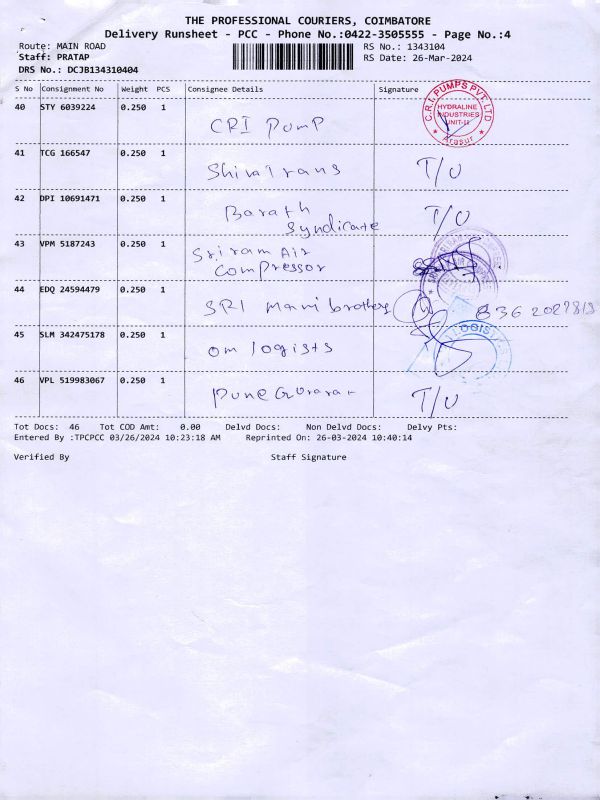 THE PROFESSIONAL COURIERS, COIMBATORE
Delivery Runsheet - PCC - Phone No.:0422-3505555 - Page No.:4
Route: MAIN ROAD RS No.: 1343104
Staff: PRATAP RS Date: 26-Mar-2024
DRS No.: DCJB134310404
S No Consignment No Weight PCS Consignee Details Signature
40 STY 6039224 0.250 1 CRI PUMP
C.R.I. PUMPS PVT. LTD
HYDRALINE
INDUSTRIES
UNIT-II
Arasur
41 TCG 166547 0.250 1 Shivatrans T/O
42 DPI 10691471 0.250 1 Barath T/O
Syndicate
43 VPM 5187243 0.250 1 Sriram Air
Compressor
44 EDQ 24594479 0.250 1 SRI Mani brothers
45 SLM 342475178 0.250 1 om logists
46 VPL 519983067 0.250 1 Pune T/O
Tot Docs: 46 Tot COD Amt: 0.00 Delvd Docs: Non Delvd Docs: Delvy Pts:
Entered By :TPCPCC 03/26/2024 10:23:18 AM Reprinted On: 26-03-2024 10:40:14
Verified By Staff Signature